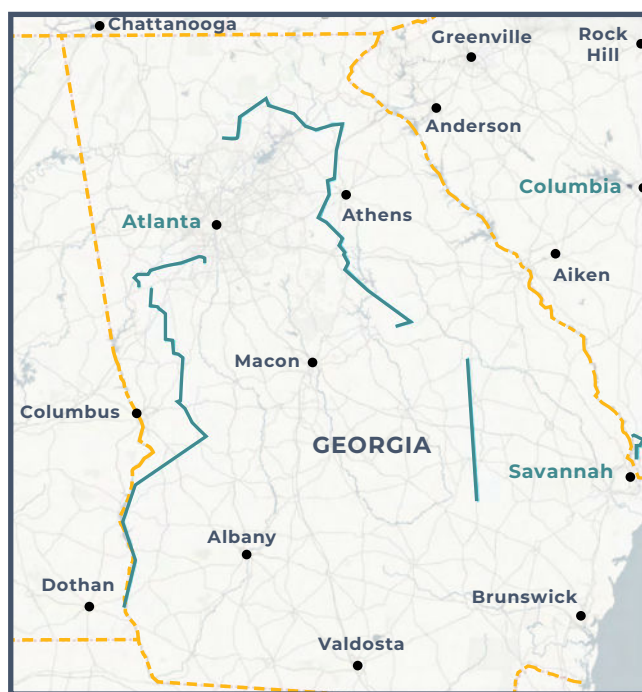 Chattanooga
Greenville
Rock
Hill
Anderson
Columbia
Athens
Atlanta
Aiken
Macon
Columbus
GEORGIA
Savannah
Albany
Dothan
Brunswick
Valdosta